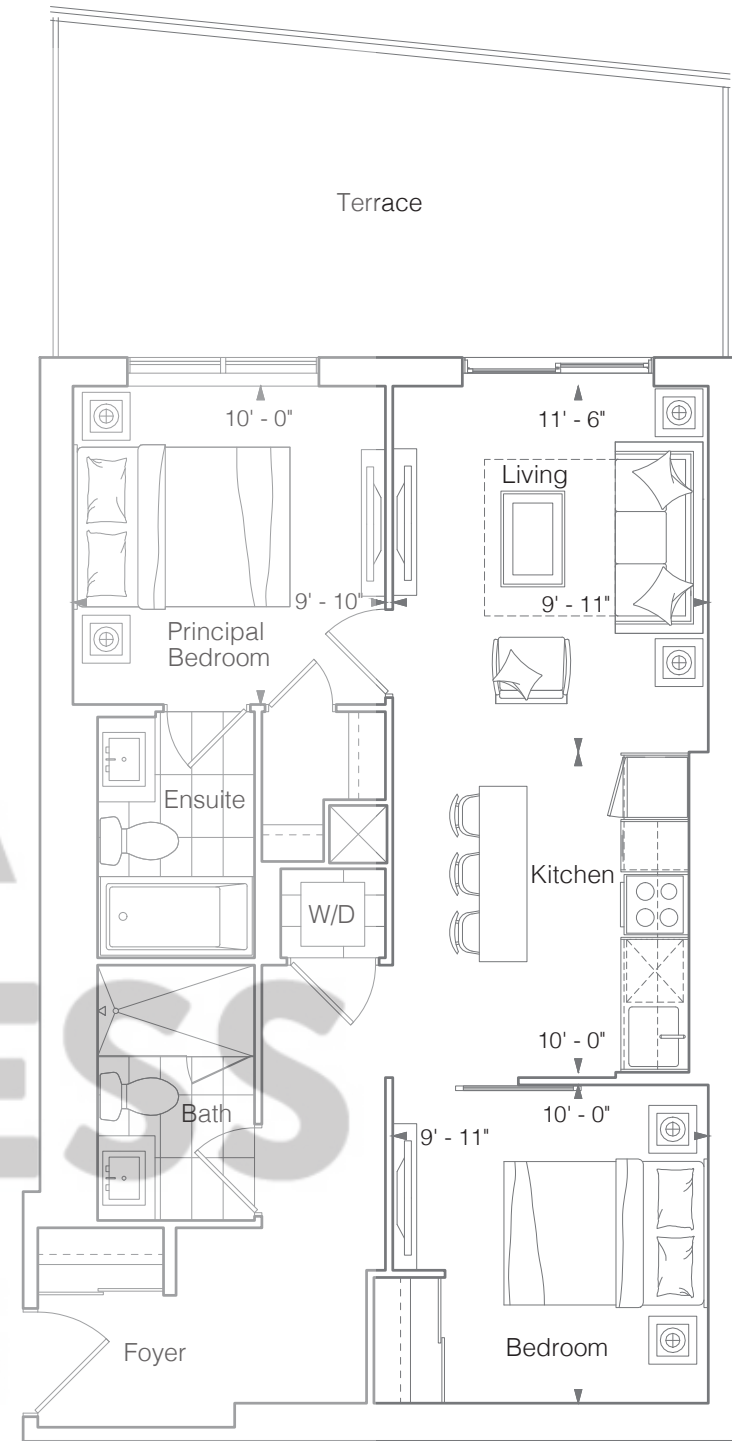 Terrace
10' - 0"
11' - 6"
Living
9' - 10"
9' - 11"
Principal
Bedroom
Ensuite
Kitchen
W/D
ESS
10' - 0"
Bath
10' - 0"
9' - 11"
Foyer
Bedroom